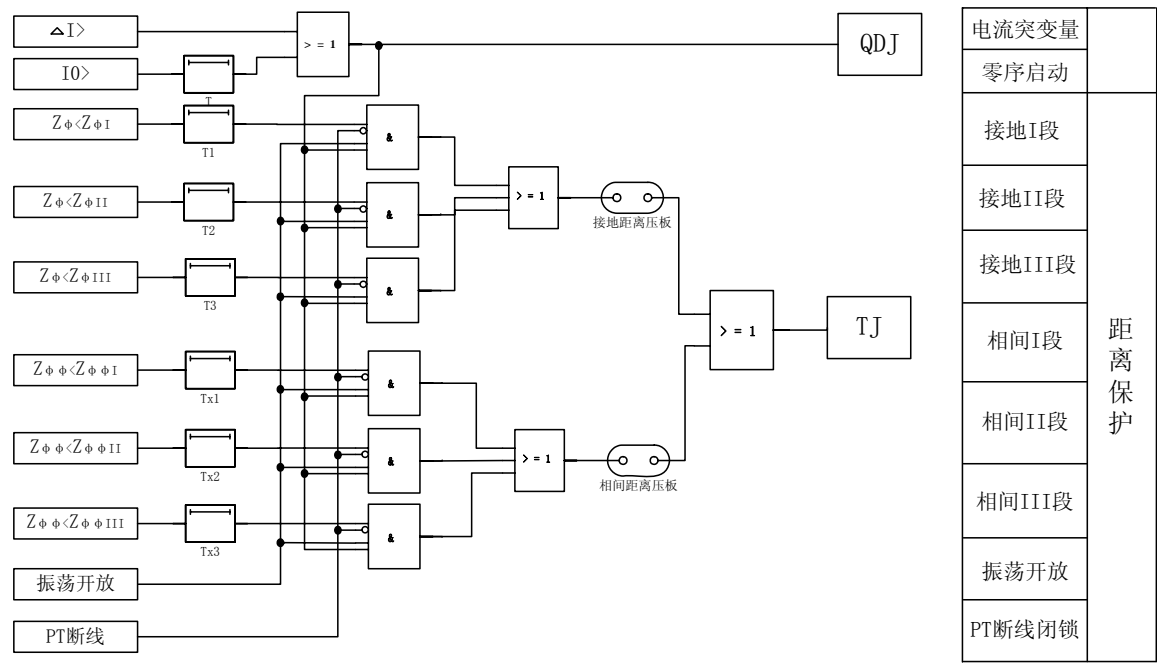 △I>
I0>
T
>=1
QDJ
Zφ<ZφI
T1
&
Zφ<ZφII
T2
&
>=1
接地距离压板
Zφ<ZφIII
T3
&
>=1
TJ
Zφφ<ZφφI
Tx1
&
Zφφ<ZφφII
Tx2
&
>=1
相间距离压板
Zφφ<ZφφIII
Tx3
&
振荡开放
PT断线
电流突变量
零序启动
接地I段
接地II段
接地III段
相间I段
相间II段
相间III段
振荡开放
PT断线闭锁
距
离
保
护